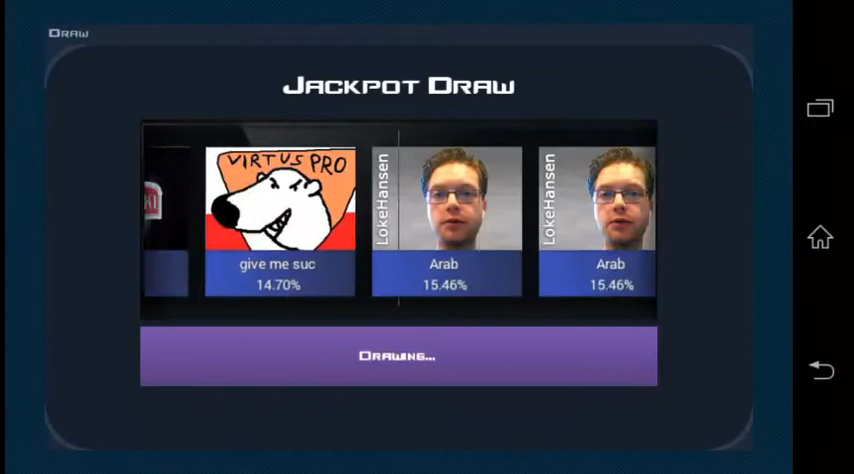 Draw
Jackpot Draw
VIRTUS PRO
LokeHansen
LokeHansen
give me suc
14.70%
Arab
15.46%
Arab
15.46%
Drawing...